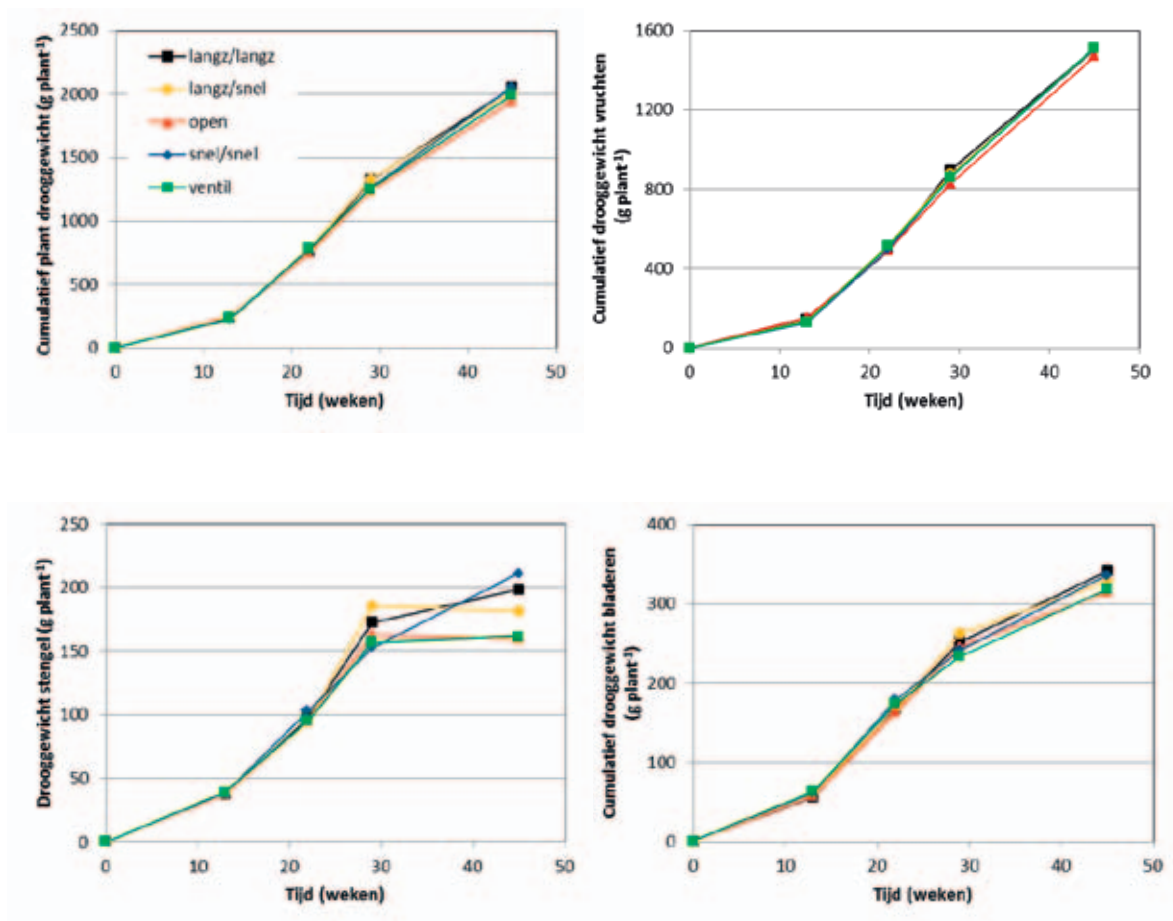 Cumulatief plant drooggewicht (g plant⁻¹)
2500
2000
1500
1000
500
0
langz/langz
langz/snel
open
snel/snel
ventil
0 10 20 30 40 50
Tijd (weken)
Cumulatief drooggewicht vruchten
(g plant⁻¹)
1600
1200
800
400
0
0 10 20 30 40 50
Tijd (weken)
Drooggewicht stengel (g plant⁻¹)
250
200
150
100
50
0
0 10 20 30 40 50
Tijd (weken)
Cumulatief drooggewicht bladeren
(g plant⁻¹)
400
300
200
100
0
0 10 20 30 40 50
Tijd (weken)